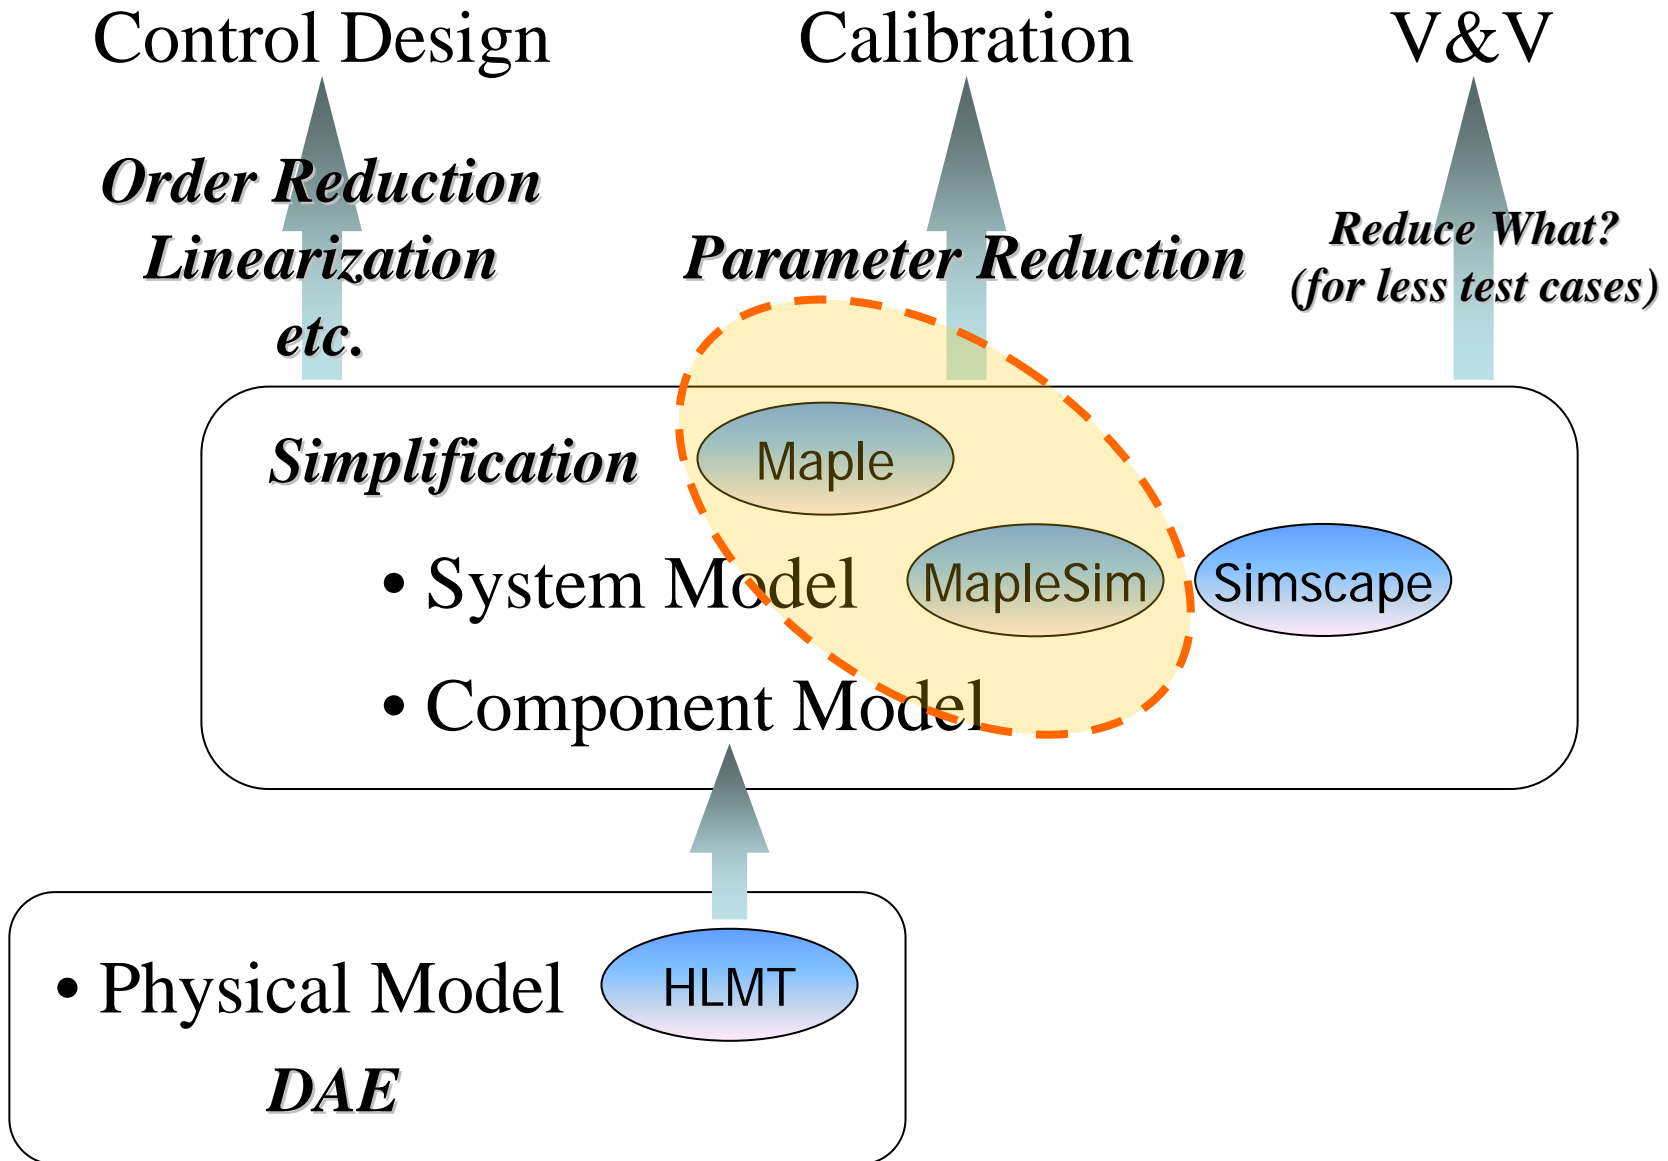 Control Design
Calibration
V&V
Order Reduction
Linearization
etc.
Parameter Reduction
Reduce What?
(for less test cases)
Simplification
Maple
• System Model
MapleSim
Simscape
• Component Model
• Physical Model
HLMT
DAE